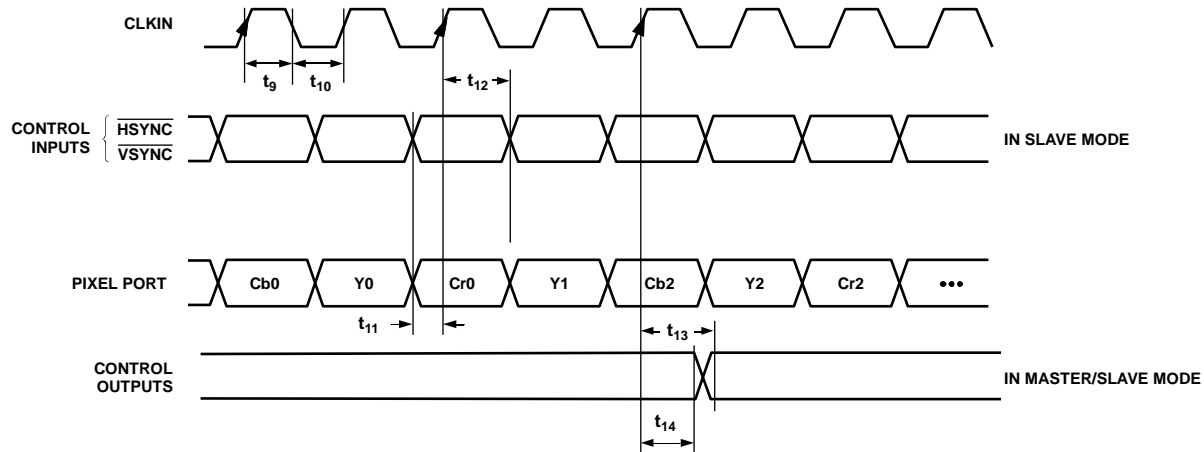 CLKIN
t9
t10
t12
CONTROL
INPUTS
HSYNC
VSYNC
IN SLAVE MODE
PIXEL PORT
Cb0
Y0
Cr0
Y1
Cb2
Y2
Cr2
•••
t11
t13
CONTROL
OUTPUTS
IN MASTER/SLAVE MODE
t14